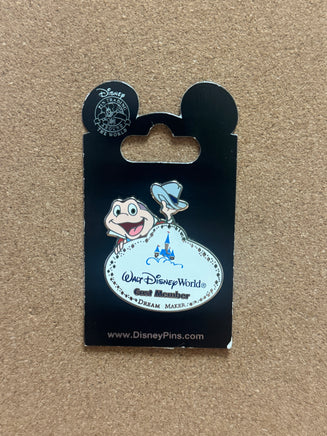 Disney
Walt Disney World®
Cast Member
Dream Maker
www.DisneyPins.com